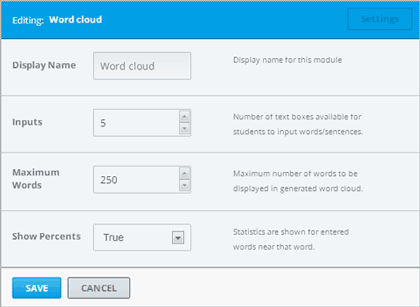 Editing: Word cloud
Settings
Display Name
Word cloud
Display name for this module
Inputs
5
Number of text boxes available for
students to input words/sentences.
Maximum
Words
250
Maximum number of words to be
displayed in generated word cloud.
Show Percents
True
Statistics are shown for entered
words near that word.
SAVE
CANCEL